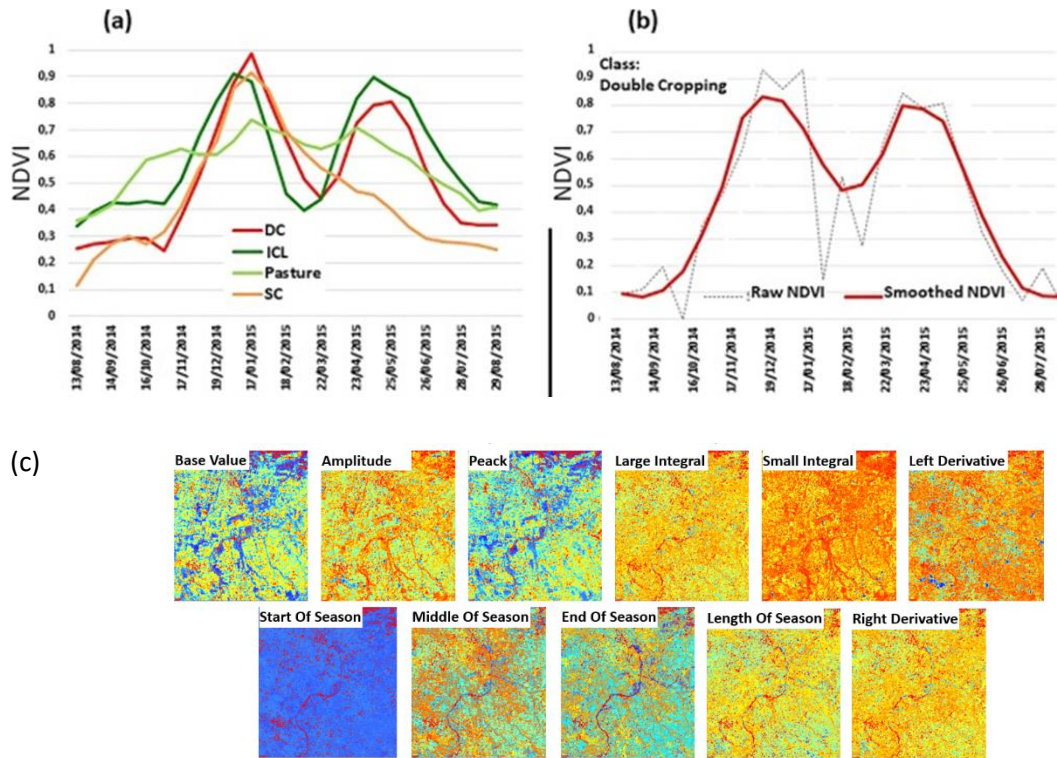 (a)
NDVI
1
0,9
0,8
0,7
0,6
0,5
0,4
0,3
0,2
0,1
0
DC
ICL
Pasture
SC
13/08/2014
14/09/2014
16/10/2014
17/11/2014
19/12/2014
17/01/2015
18/02/2015
22/03/2015
23/04/2015
25/05/2015
26/06/2015
28/07/2015
29/08/2015
(b)
NDVI
1
0,9
0,8
0,7
0,6
0,5
0,4
0,3
0,2
0,1
0
Class:
Double Cropping
Raw NDVI
Smoothed NDVI
13/08/2014
14/09/2014
16/10/2014
17/11/2014
19/12/2014
17/01/2015
18/02/2015
22/03/2015
23/04/2015
25/05/2015
26/06/2015
28/07/2015
(c)
Base Value
Amplitude
Peack
Large Integral
Small Integral
Left Derivative
Start Of Season
Middle Of Season
End Of Season
Length Of Season
Right Derivative